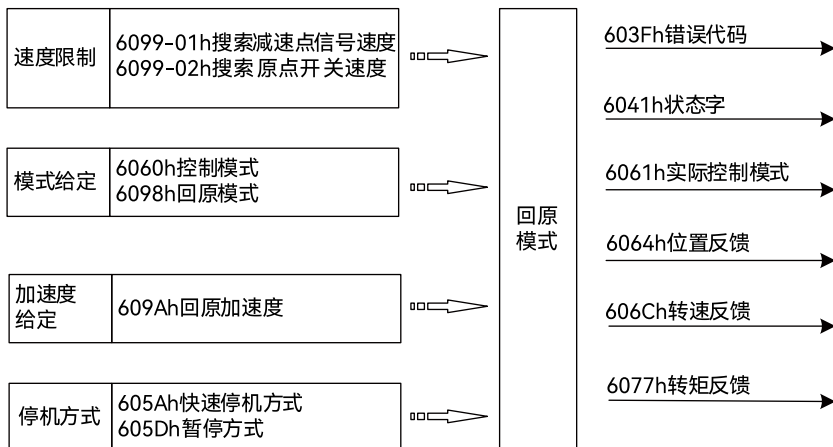 速度限制
6099-01h搜索减速点信号速度
6099-02h搜索原点开关速度
模式给定
6060h控制模式
6098h回原模式
加速度
给定
609Ah回原加速度
停机方式
605Ah快速停机方式
605Dh暂停方式
回原
模式
603Fh错误代码
6041h状态字
6061h实际控制模式
6064h位置反馈
606Ch转速反馈
6077h转矩反馈